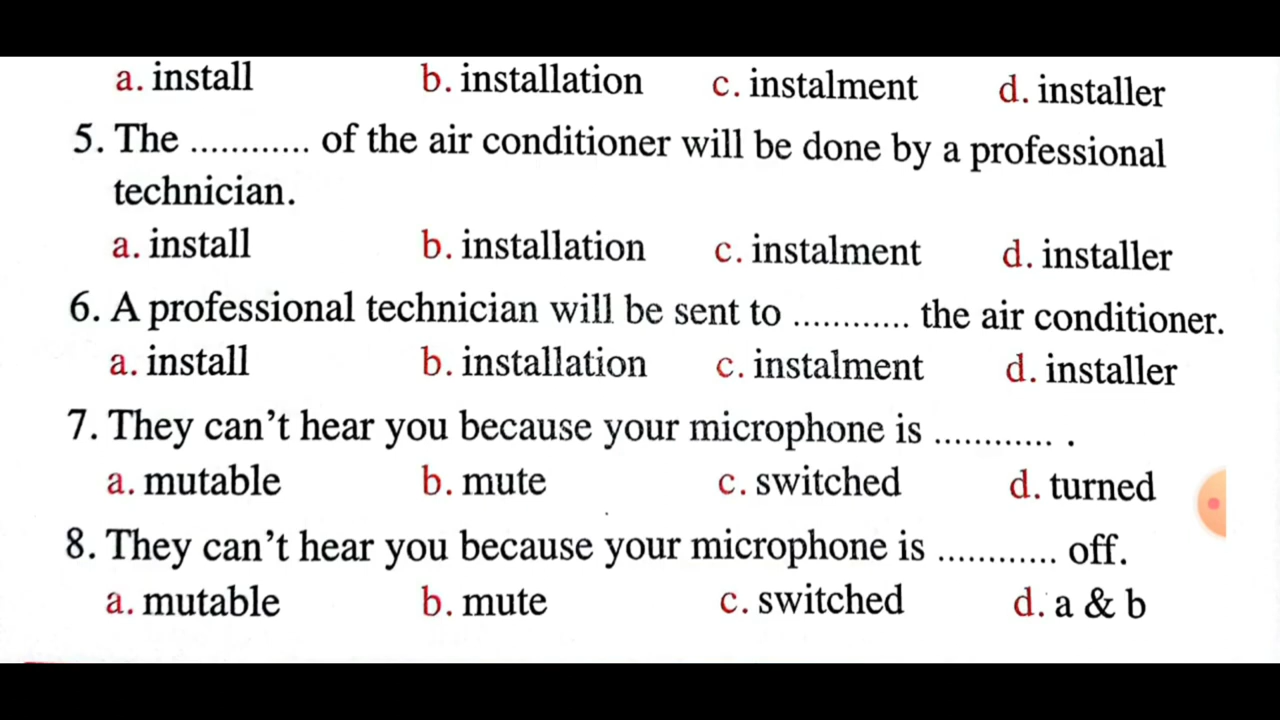 a. install b. installation c. instalment d. installer
5. The ............ of the air conditioner will be done by a professional
technician.
a. install b. installation c. instalment d. installer
6. A professional technician will be sent to ............ the air conditioner.
a. install b. installation c. instalment d. installer
7. They can't hear you because your microphone is ............ .
a. mutable b. mute c. switched d. turned
8. They can't hear you because your microphone is ............ off.
a. mutable b. mute c. switched d. a & b